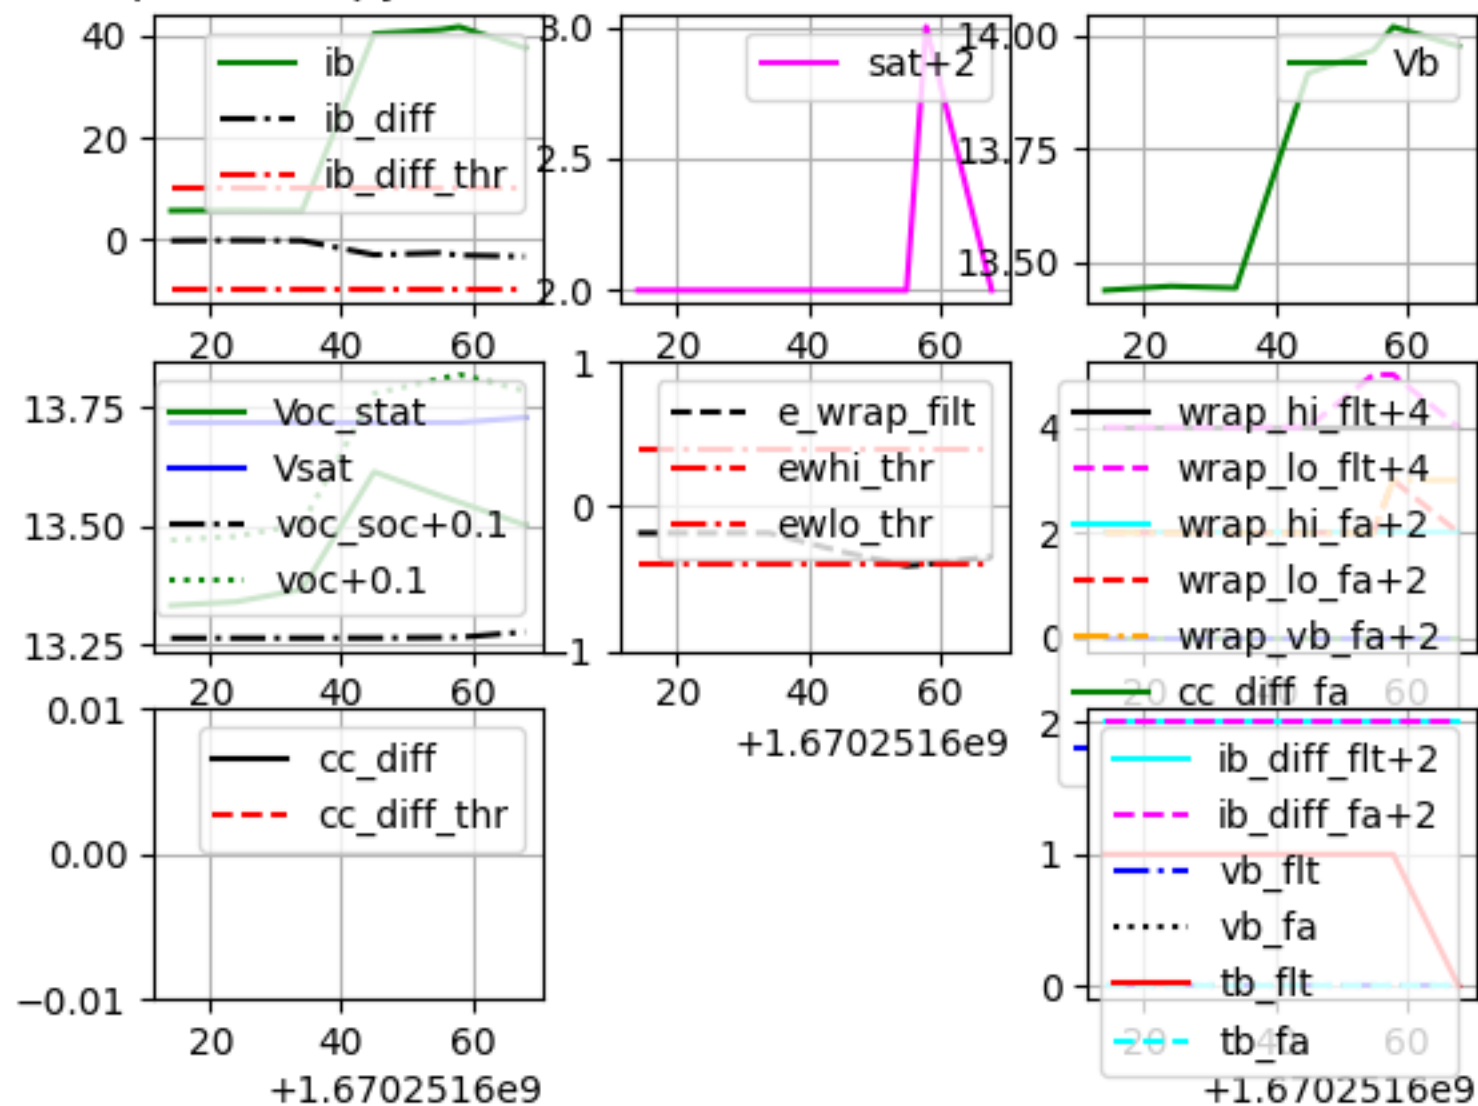 40
20
0
ib
ib_diff
ib_diff_thr
20 40 60
3.0
2.5
2.0
sat+2
20 40 60
14.00
13.75
13.50
Vb
20 40 60
13.75
13.50
13.25
Voc_stat
Vsat
voc_soc+0.1
voc+0.1
20 40 60
1
0
−1
e_wrap_filt
ewhi_thr
ewlo_thr
20 40 60
+1.6702516e9
4
2
0
wrap_hi_flt+4
wrap_lo_flt+4
wrap_hi_fa+2
wrap_lo_fa+2
wrap_vb_fa+2
cc_diff_fa
20 40 60
0.01
0.00
−0.01
cc_diff
cc_diff_thr
20 40 60
+1.6702516e9
2
1
0
ib_diff_flt+2
ib_diff_fa+2
vb_flt
vb_fa
tb_flt
tb_fa
20 40 60
+1.6702516e9